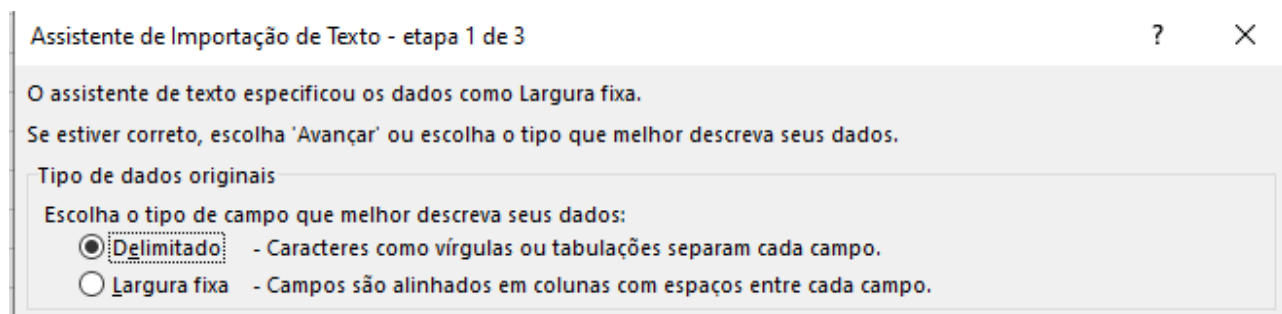 Assistente de Importação de Texto - etapa 1 de 3 ? ×
O assistente de texto especificou os dados como Largura fixa.
Se estiver correto, escolha 'Avançar' ou escolha o tipo que melhor descreva seus dados.
Tipo de dados originais
Escolha o tipo de campo que melhor descreva seus dados:
Delimitado - Caracteres como vírgulas ou tabulações separam cada campo.
Largura fixa - Campos são alinhados em colunas com espaços entre cada campo.